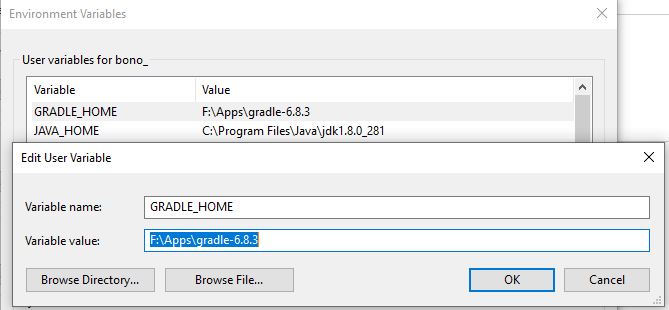 Environment Variables
User variables for bono_
Variable Value
GRADLE_HOME F:\Apps\gradle-6.8.3
JAVA_HOME C:\Program Files\Java\jdk1.8.0_281
Edit User Variable
Variable name: GRADLE_HOME
Variable value: F:\Apps\gradle-6.8.3
Browse Directory... Browse File... OK Cancel